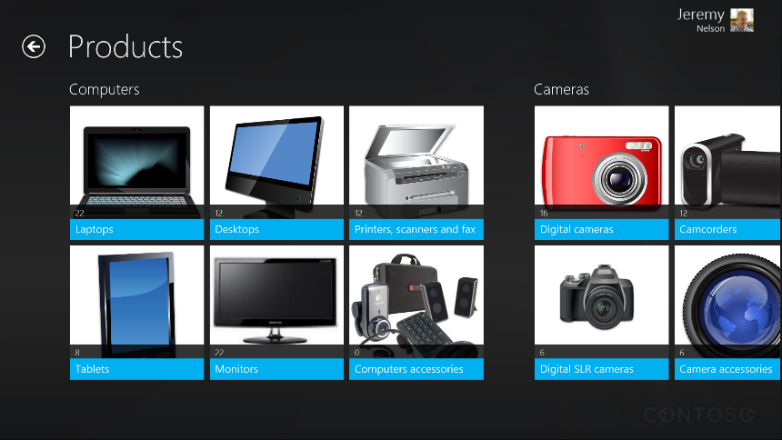 Jeremy
Nelson
Products
Computers
Cameras
22
Laptops
12
Desktops
12
Printers, scanners and fax
16
Digital cameras
12
Camcorders
8
Tablets
22
Monitors
0
Computers accessories
6
Digital SLR cameras
6
Camera accessories
CONTOSO